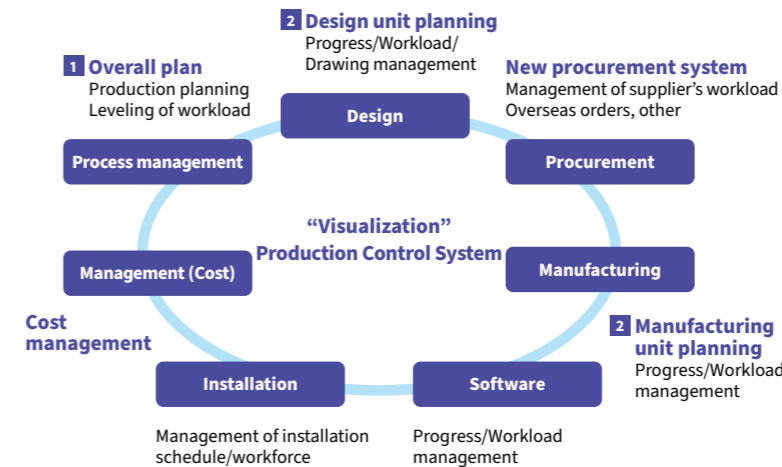 2 Design unit planning
Progress/Workload/
Drawing management
1 Overall plan
Production planning
Leveling of workload
New procurement system
Management of supplier's workload
Overseas orders, other
Design
Process management
Procurement
“Visualization”
Production Control System
Management (Cost)
Manufacturing
Cost
management
2 Manufacturing
unit planning
Progress/Workload
management
Installation
Software
Management of installation
schedule/workforce
Progress/Workload
management